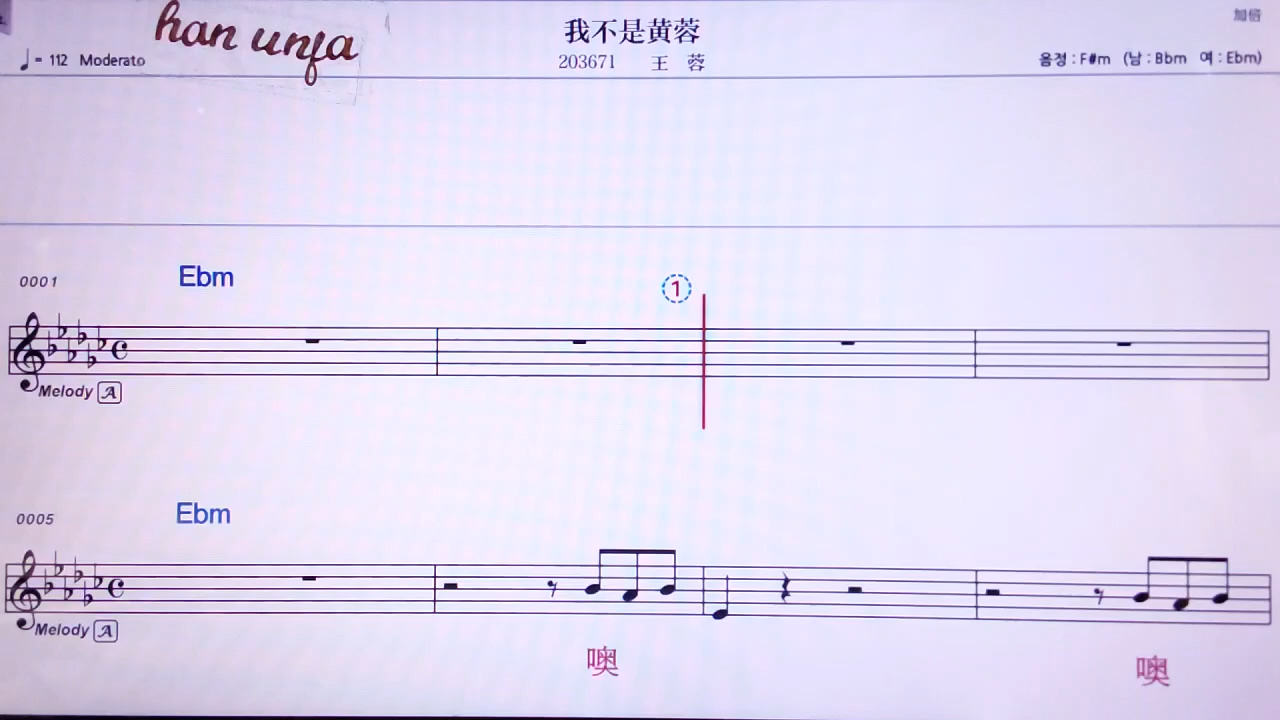 han unfa
我不是黄蓉
♩= 112 Moderato
203671 王 蓉
음정 : F#m (남 : Bbm 여 : Ebm)
0001
Ebm
1
Melody A
0005
Ebm
Melody A
噢 噢